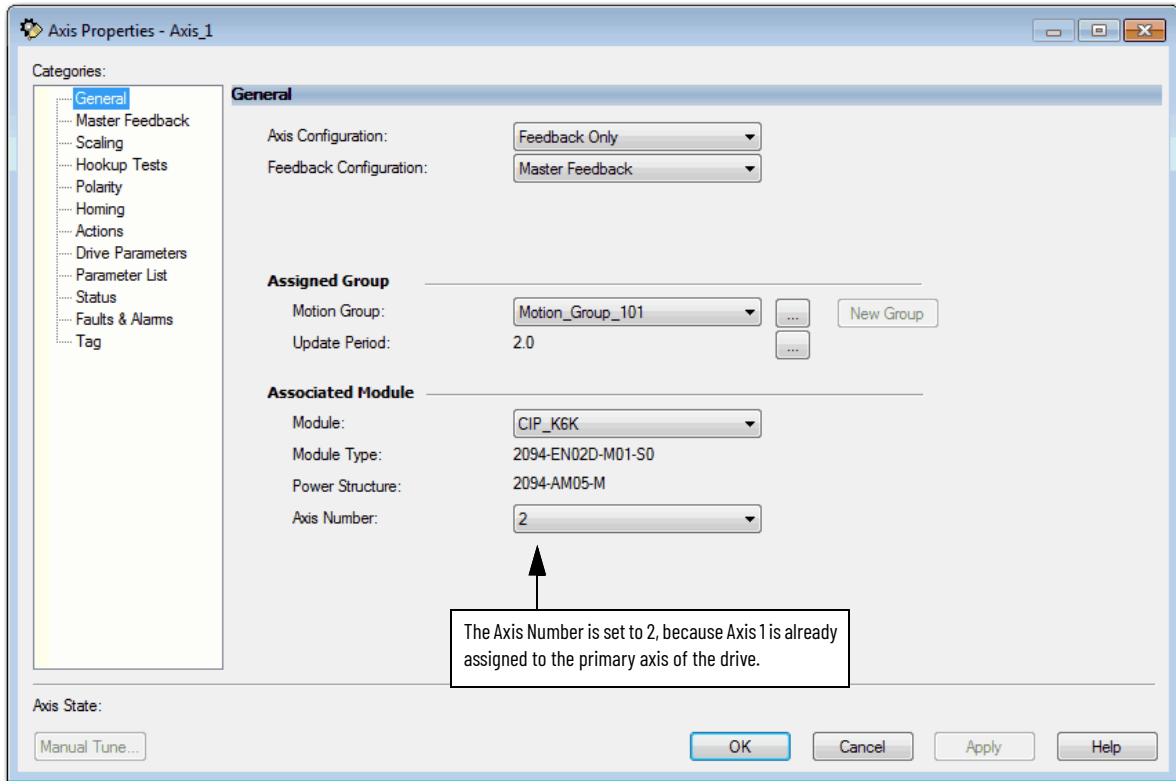 Axis Properties - Axis_1
Categories:
General
Master Feedback
Scaling
Hookup Tests
Polarity
Homing
Actions
Drive Parameters
Parameter List
Status
Faults & Alarms
Tag
General
Axis Configuration: Feedback Only
Feedback Configuration: Master Feedback
Assigned Group
Motion Group: Motion_Group_101 ... New Group
Update Period: 2.0 ...
Associated Module
Module: CIP_K6K
Module Type: 2094-EN02D-M01-S0
Power Structure: 2094-AM05-M
Axis Number: 2
The Axis Number is set to 2, because Axis 1 is already
assigned to the primary axis of the drive.
Axis State:
Manual Tune... OK Cancel Apply Help